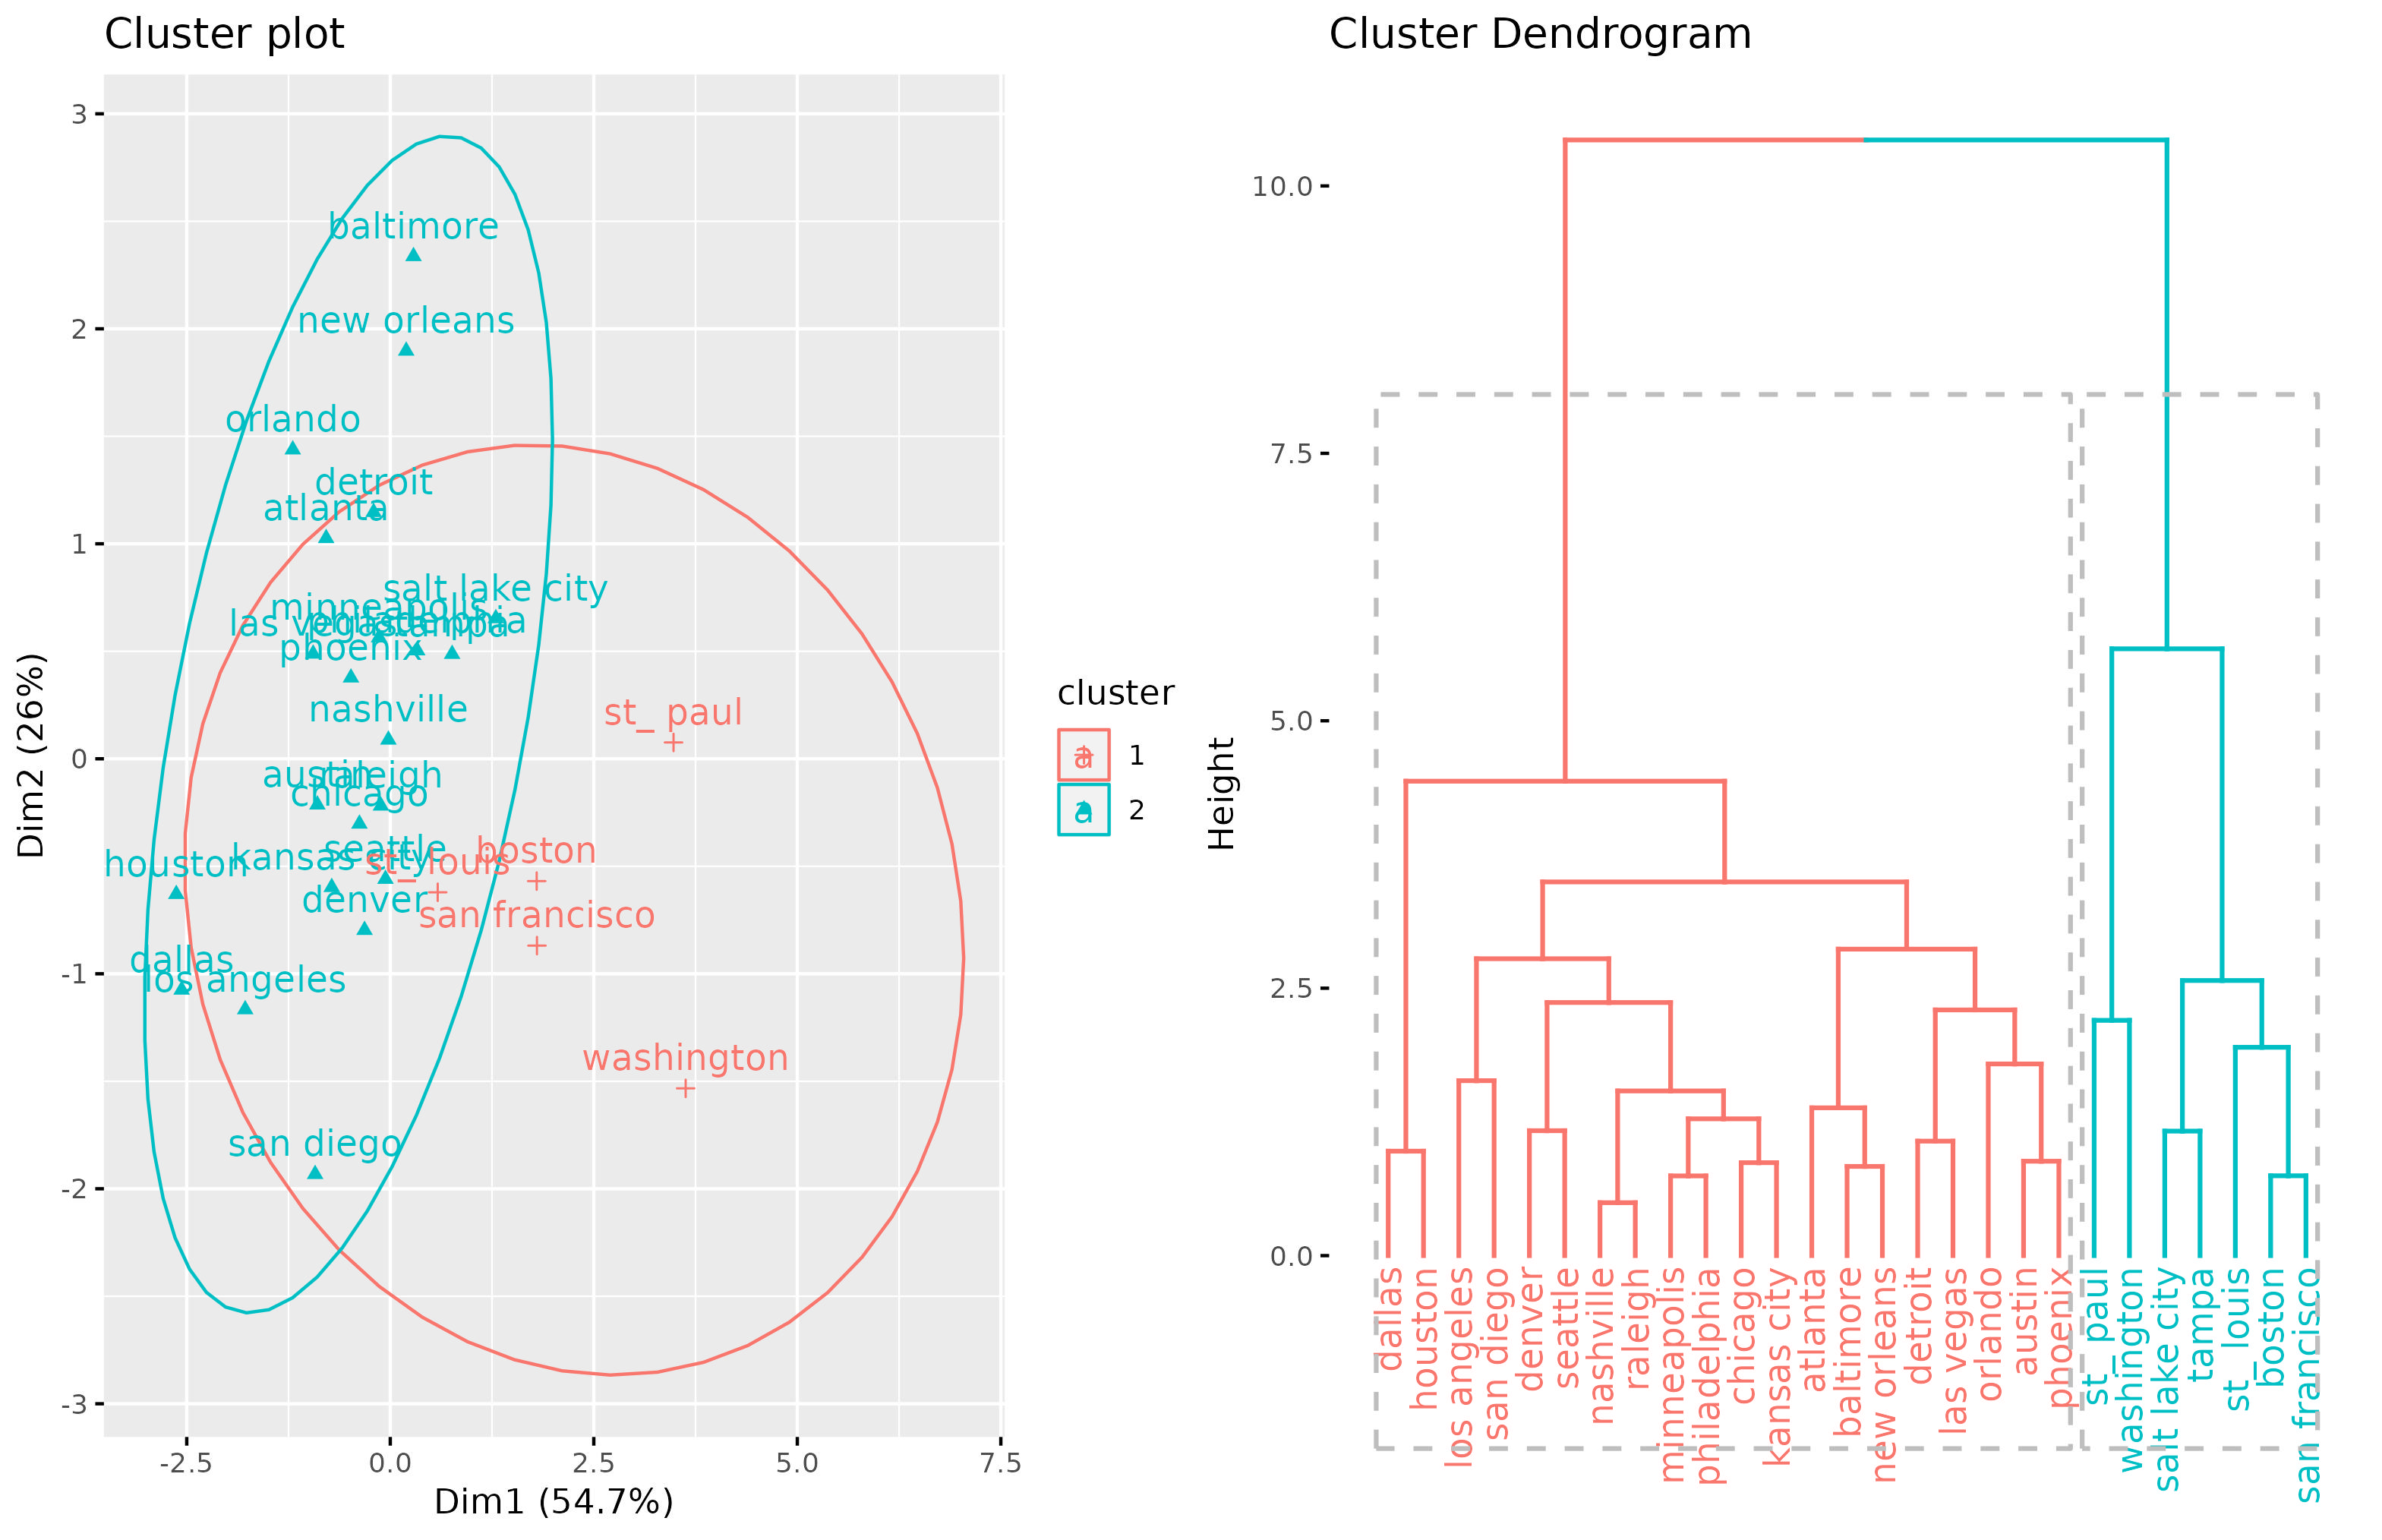 Cluster plot
3
2
1
0
-1
-2
-3
Dim2 (26%)
baltimore
new orleans
orlando
detroit
atlanta
salt lake city
minneapolis
las vegas
philadelphia
tampa
phoenix
nashville
st_ paul
austin
raleigh
chicago
seattle
boston
houston
kansas city
st_ louis
denver
san francisco
dallas
los angeles
washington
san diego
-2.5 0.0 2.5 5.0 7.5
Dim1 (54.7%)
cluster
a 1
a 2
Cluster Dendrogram
10.0
7.5
5.0
2.5
0.0
Height
dallas
houston
los angeles
san diego
denver
seattle
nashville
raleigh
minneapolis
philadelphia
chicago
kansas city
atlanta
baltimore
new orleans
detroit
las vegas
orlando
austin
phoenix
st_ paul
washington
salt lake city
tampa
st_ louis
boston
san francisco